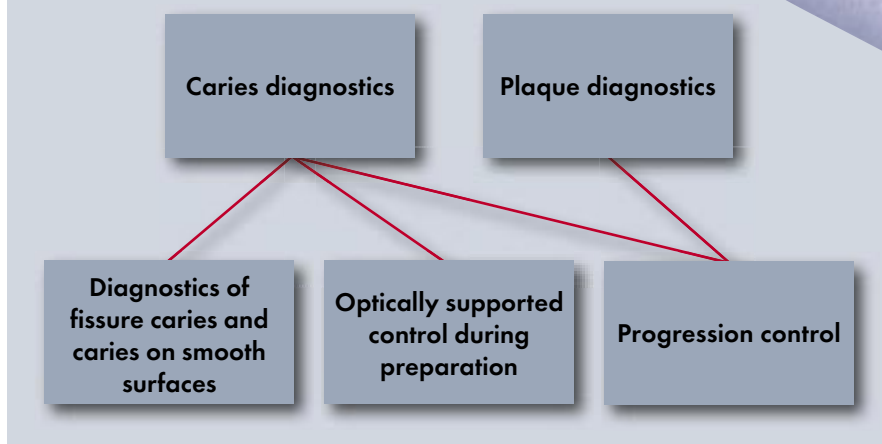 Caries diagnostics
Plaque diagnostics
Diagnostics of
fissure caries and
caries on smooth
surfaces
Optically supported
control during
preparation
Progression control